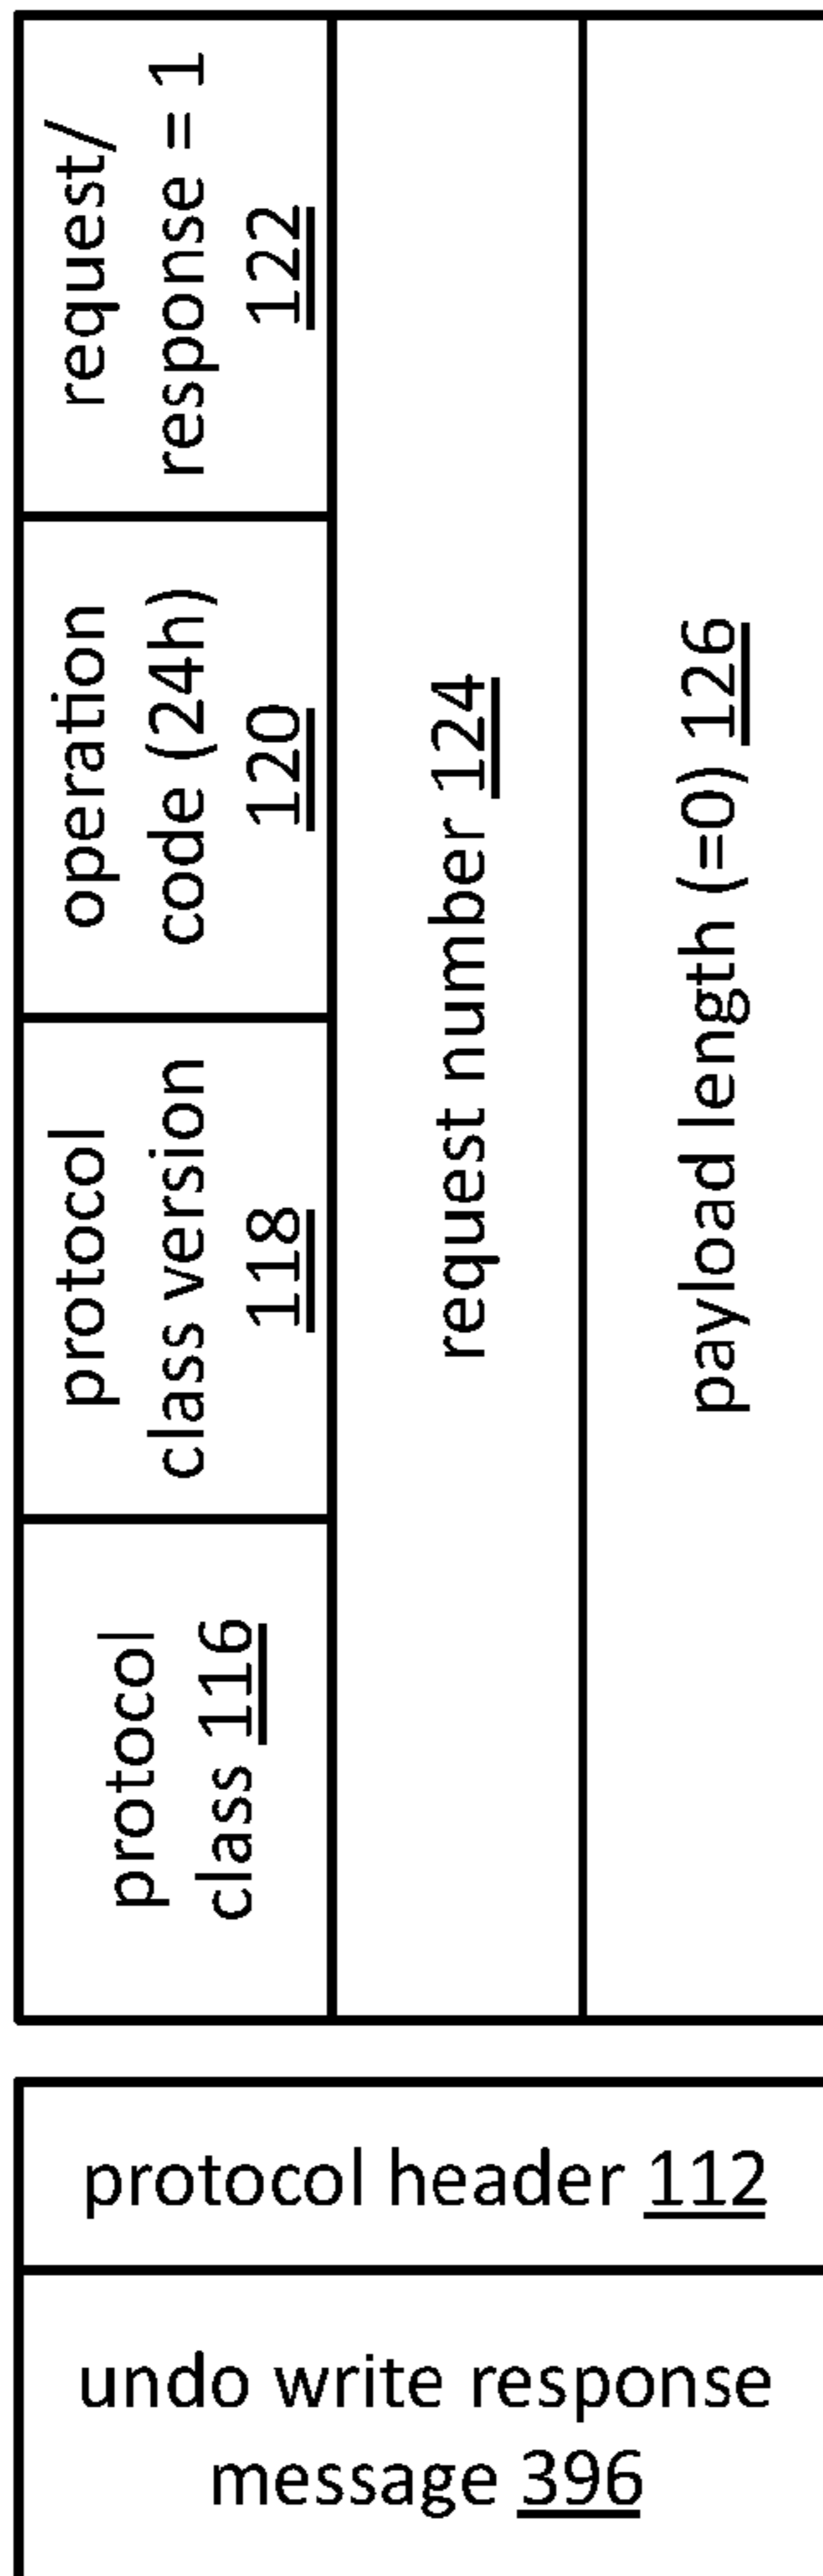 protocol
class 116
protocol
class version
118
operation
code (24h)
120
request/
response = 1
122
request number 124
payload length (=0) 126
protocol header 112
undo write response
message 396